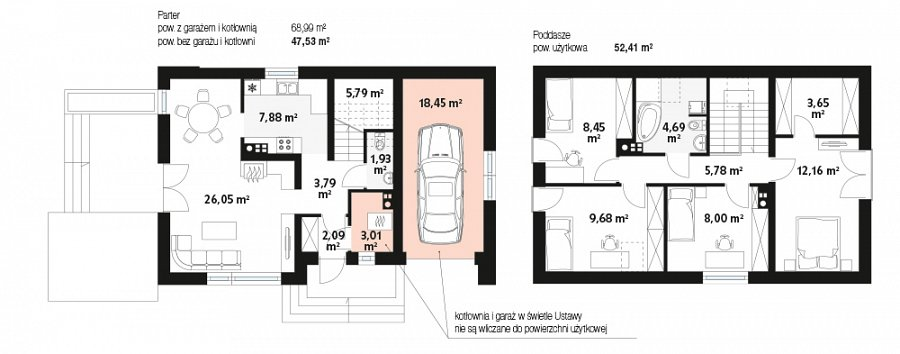 Parter
pow. z garażem i kotłownią 68,99 m²
pow. bez garażu i kotłowni 47,53 m²
Poddasze
pow. użytkowa 52,41 m²
5,79 m²
18,45 m²
7,88 m²
1,93
m²
3,79
m²
26,05 m²
2,09
m²
3,01
m²
8,45
m²
4,69
m²
3,65
m²
5,78 m²
12,16 m²
9,68 m²
8,00 m²
kotłownia i garaż w świetle Ustawy
nie są wliczane do powierzchni użytkowej